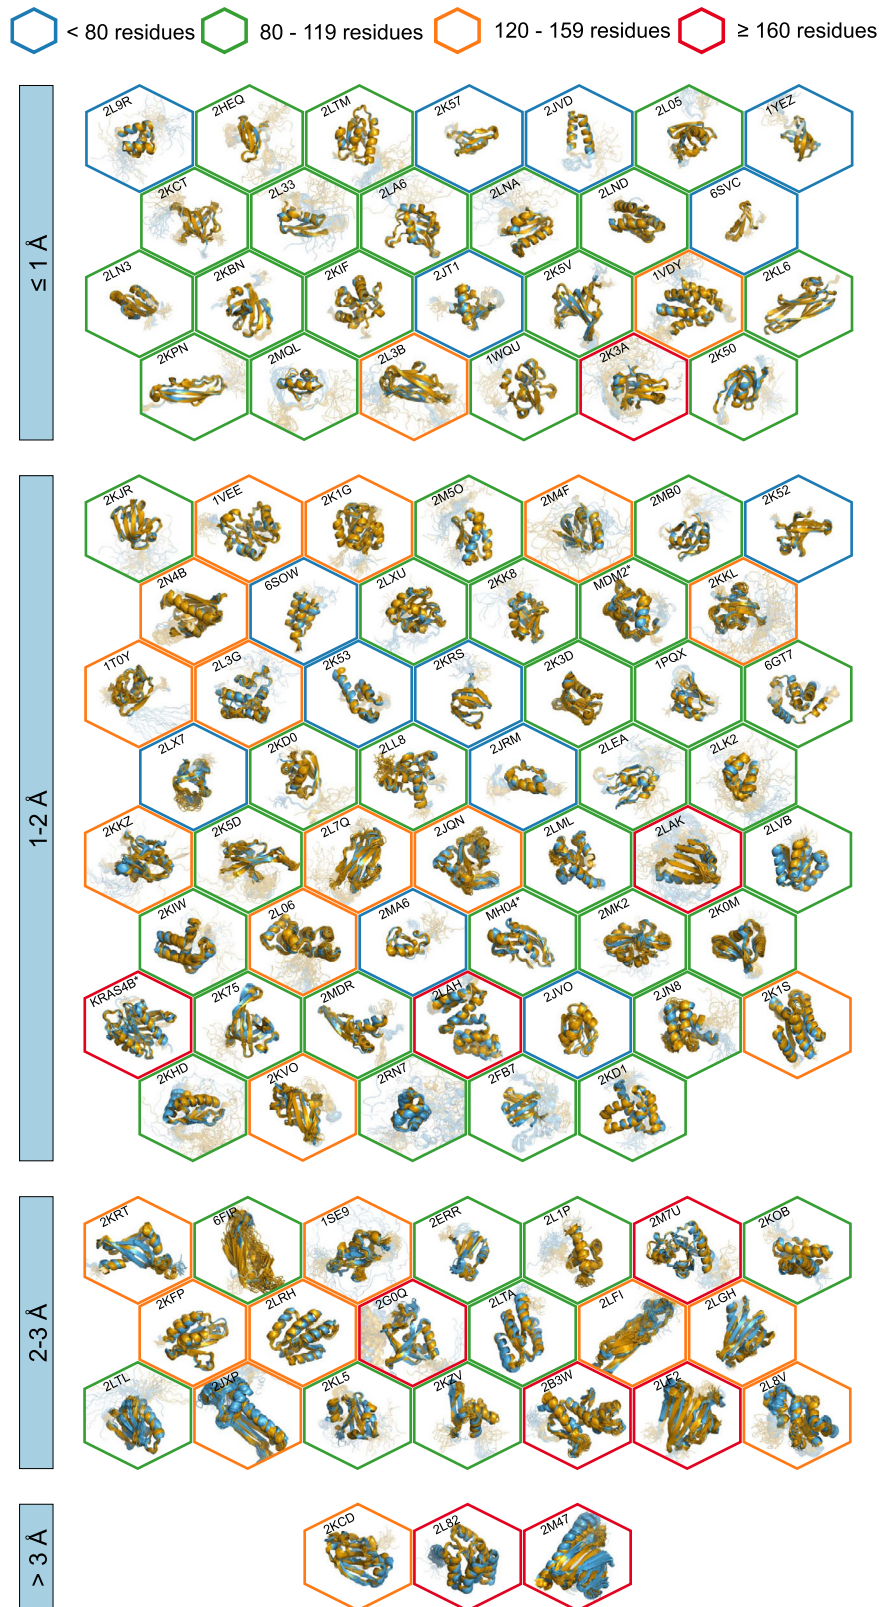 < 80 residues 80 - 119 residues 120 - 159 residues ≥ 160 residues
≤ 1 Å
2L9R 2HEQ 2LTM 2K57 2JVD 2L05 1YEZ
2KCT 2L33 2LA6 2LNA 2LND 6SVC
2LN3 2KBN 2KIF 2JT1 2K5V 1VDY 2KL6
2KPN 2MQL 2L3B 1WQU 2K3A 2K50
1-2 Å
2KJR 1VEE 2K1G 2M5O 2M4F 2MB0 2K52
2N4B 6SOW 2LXU 2KK8 MDM2* 2KKL
1T0Y 2L3G 2K53 2KRS 2K3D 1PQX 6GT7
2LX7 2KD0 2LL8 2JRM 2LEA 2LK2
2KKZ 2K5D 2L7Q 2JQN 2LML 2LAK 2LVB
2KIW 2L06 2MA6 MH04* 2MK2 2K0M
KRAS4B* 2K75 2MDR 2LAH 2JVO 2JN8 2K1S
2KHD 2KVO 2RN7 2FB7 2KD1
2-3 Å
2KRT 6FIP 1SE9 2ERR 2L1P 2M7U 2KOB
2KFP 2LRH 2G0Q 2LTA 2LFI 2LGH
2LTL 2JXP 2KL5 2KZV 2B3W 2LF2 2L8V
> 3 Å
2KCD 2L82 2M47